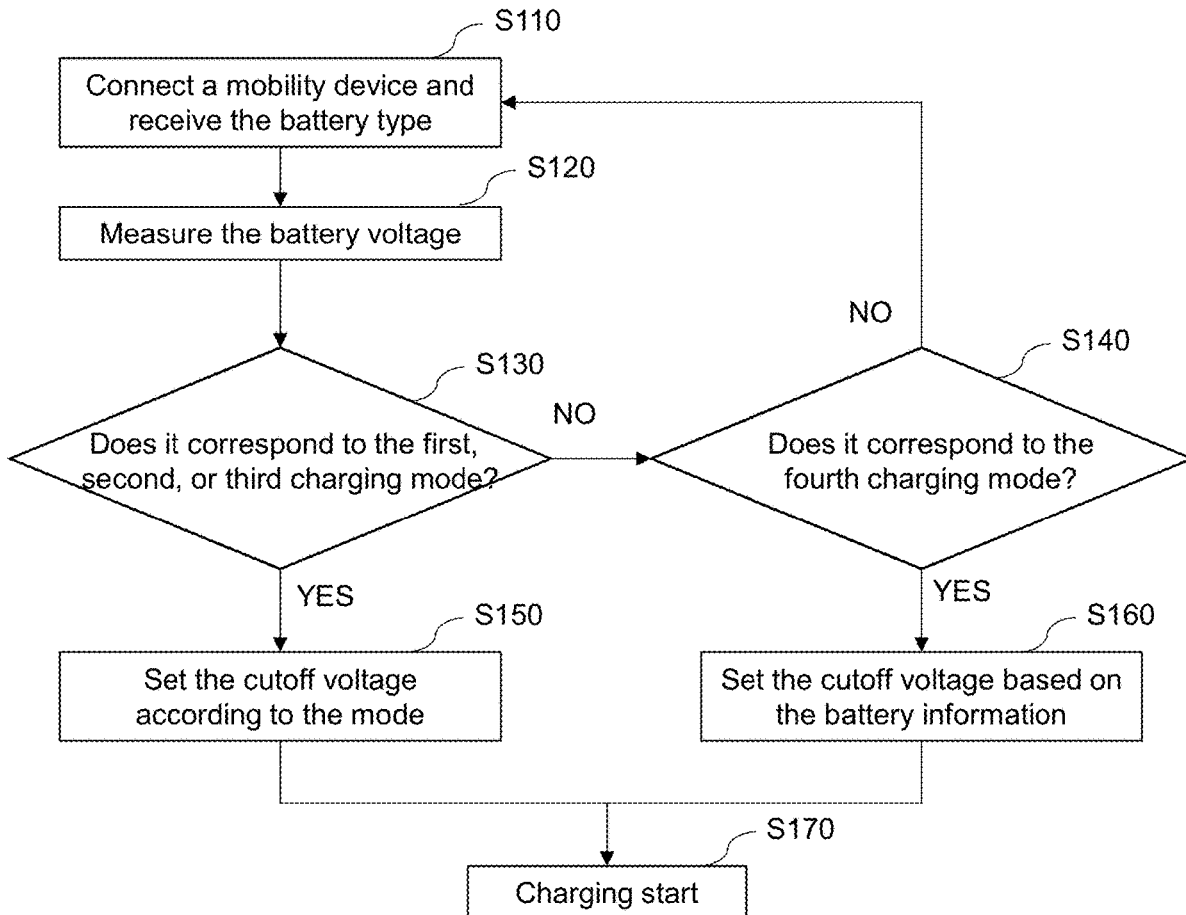 S110
Connect a mobility device and
receive the battery type
S120
Measure the battery voltage
NO
S130
S140
NO
Does it correspond to the first,
second, or third charging mode?
Does it correspond to the
fourth charging mode?
YES
YES
S150
S160
Set the cutoff voltage
according to the mode
Set the cutoff voltage based on
the battery information
S170
Charging start